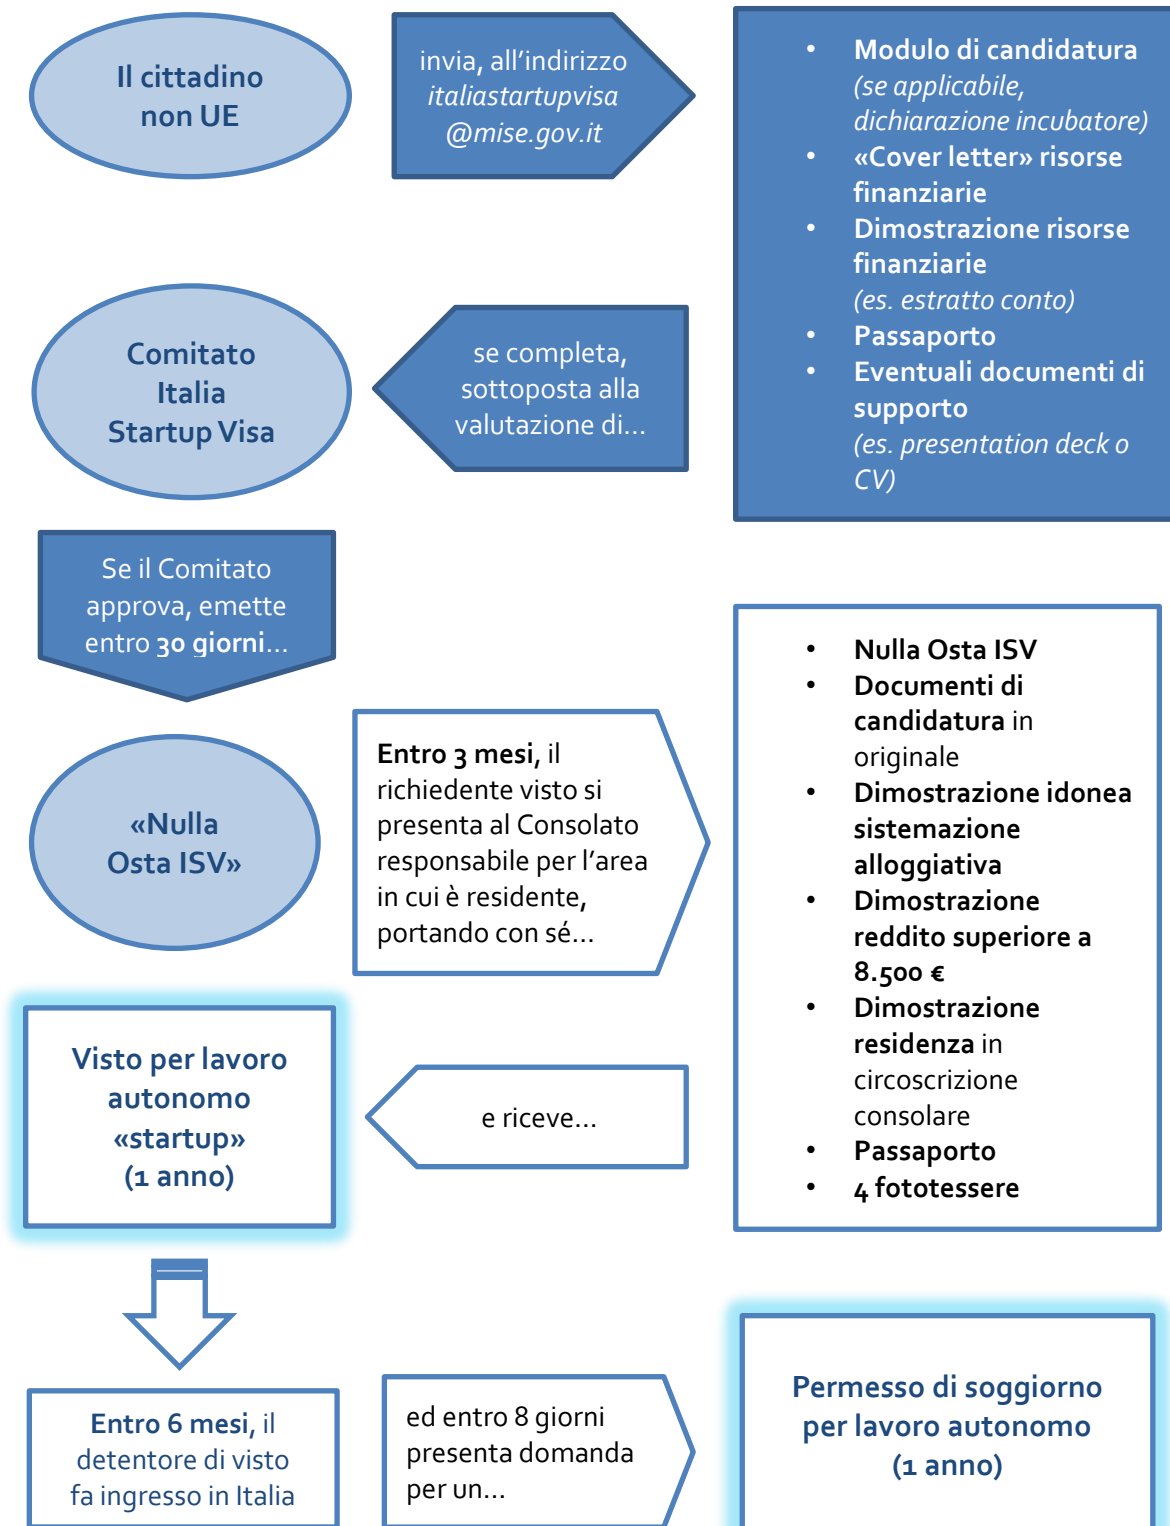 Il cittadino
non UE
invia, all’indirizzo
italiastartupvisa
@mise.gov.it
• Modulo di candidatura
(se applicabile,
dichiarazione incubatore)
• «Cover letter» risorse
finanziarie
• Dimostrazione risorse
finanziarie
(es. estratto conto)
• Passaporto
• Eventuali documenti di
supporto
(es. presentation deck o
CV)
se completa,
sottoposta alla
valutazione di...
Comitato
Italia
Startup Visa
Se il Comitato
approva, emette
entro 30 giorni...
«Nulla
Osta ISV»
Entro 3 mesi, il
richiedente visto si
presenta al Consolato
responsabile per l’area
in cui è residente,
portando con sé...
• Nulla Osta ISV
• Documenti di
candidatura in
originale
• Dimostrazione idonea
sistemazione
alloggiativa
• Dimostrazione
reddito superiore a
8.500 €
• Dimostrazione
residenza in
circoscrizione
consolare
• Passaporto
• 4 fototessere
e riceve...
Visto per lavoro
autonomo
«startup»
(1 anno)
Entro 6 mesi, il
detentore di visto
fa ingresso in Italia
ed entro 8 giorni
presenta domanda
per un...
Permesso di soggiorno
per lavoro autonomo
(1 anno)